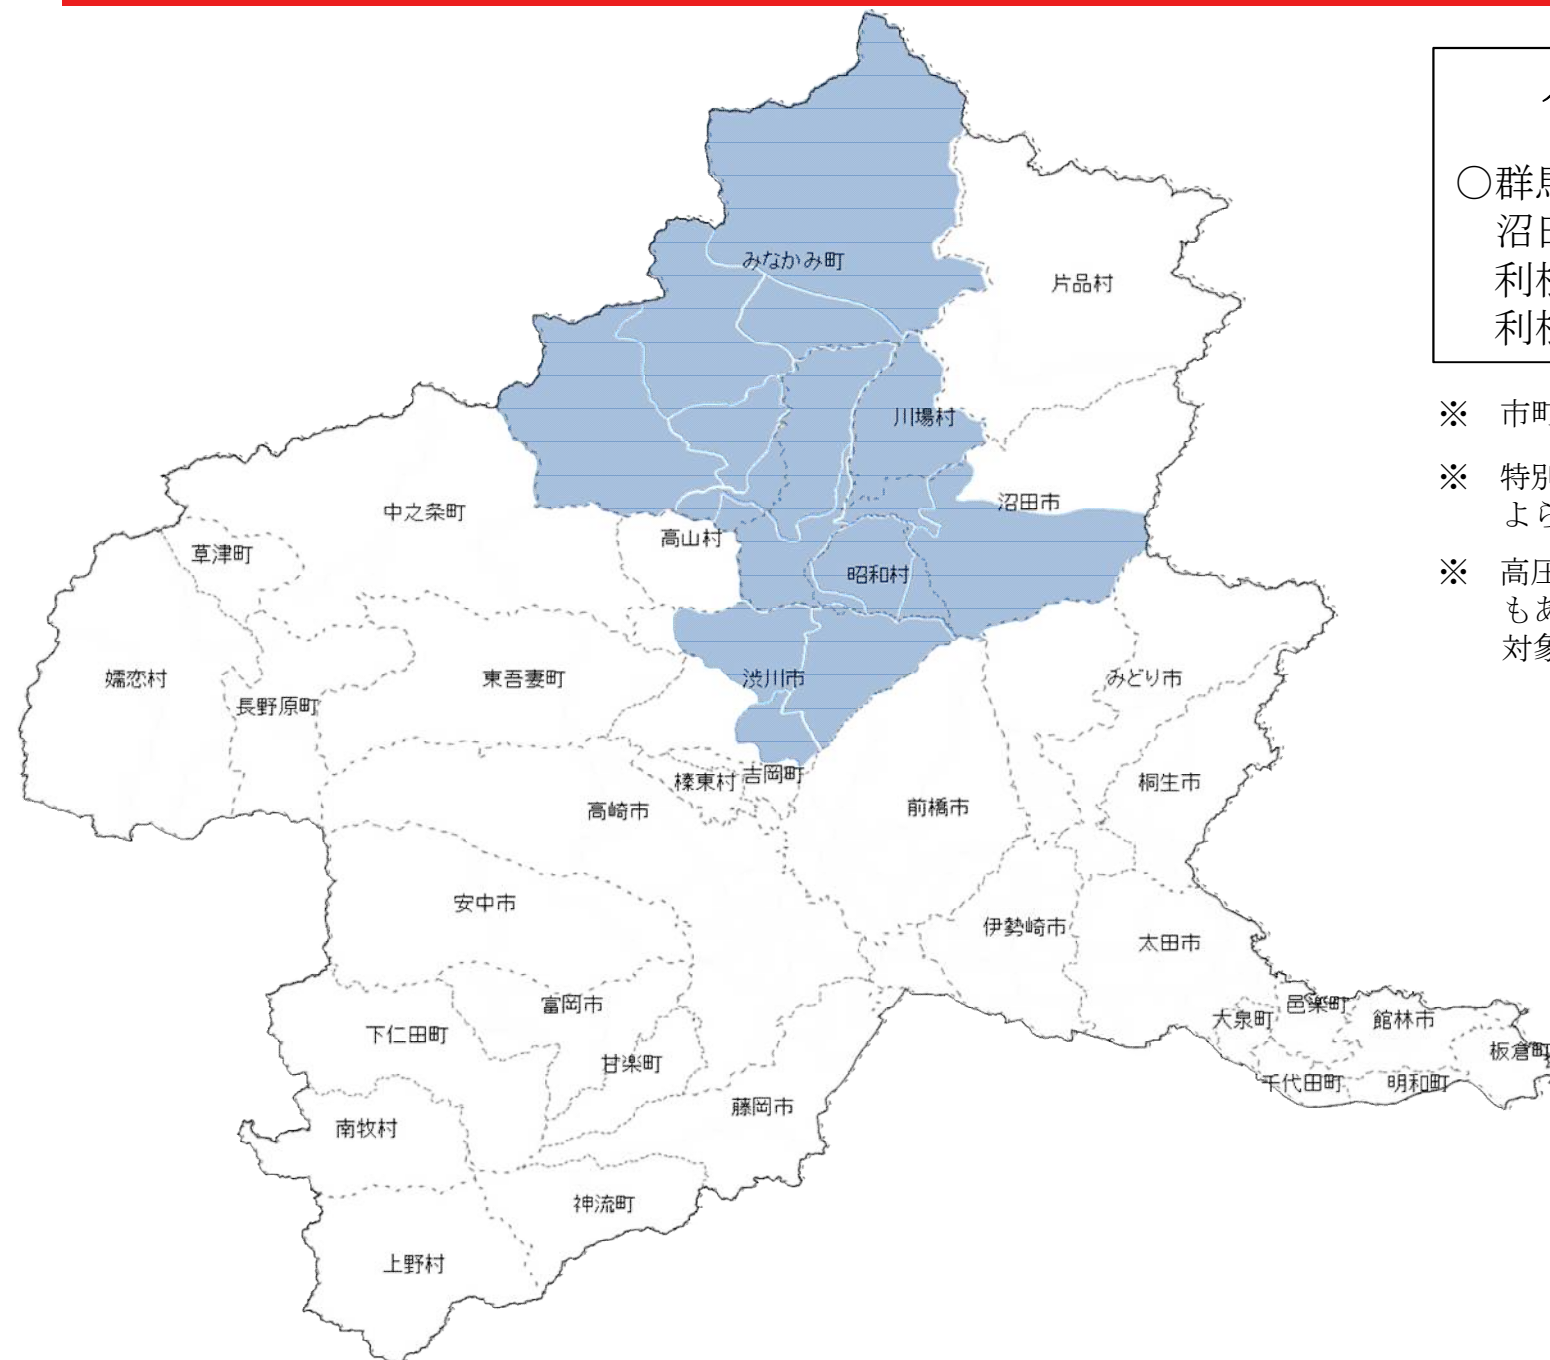 ○群馬
沼田
利根
利根
※ 市町
※ 特別
よら
※ 高圧
もあ
対象
みなかみ町
片品村
川場村
沼田市
中之条町
高山村
草津町
昭和村
嬬恋村
東吾妻町
渋川市
みどり市
長野原町
榛東村
吉岡町
桐生市
高崎市
前橋市
安中市
伊勢崎市
太田市
富岡市
邑楽町
大泉町
館林市
下仁田町
板倉町
甘楽町
千代田町
明和町
藤岡市
南牧村
神流町
上野村